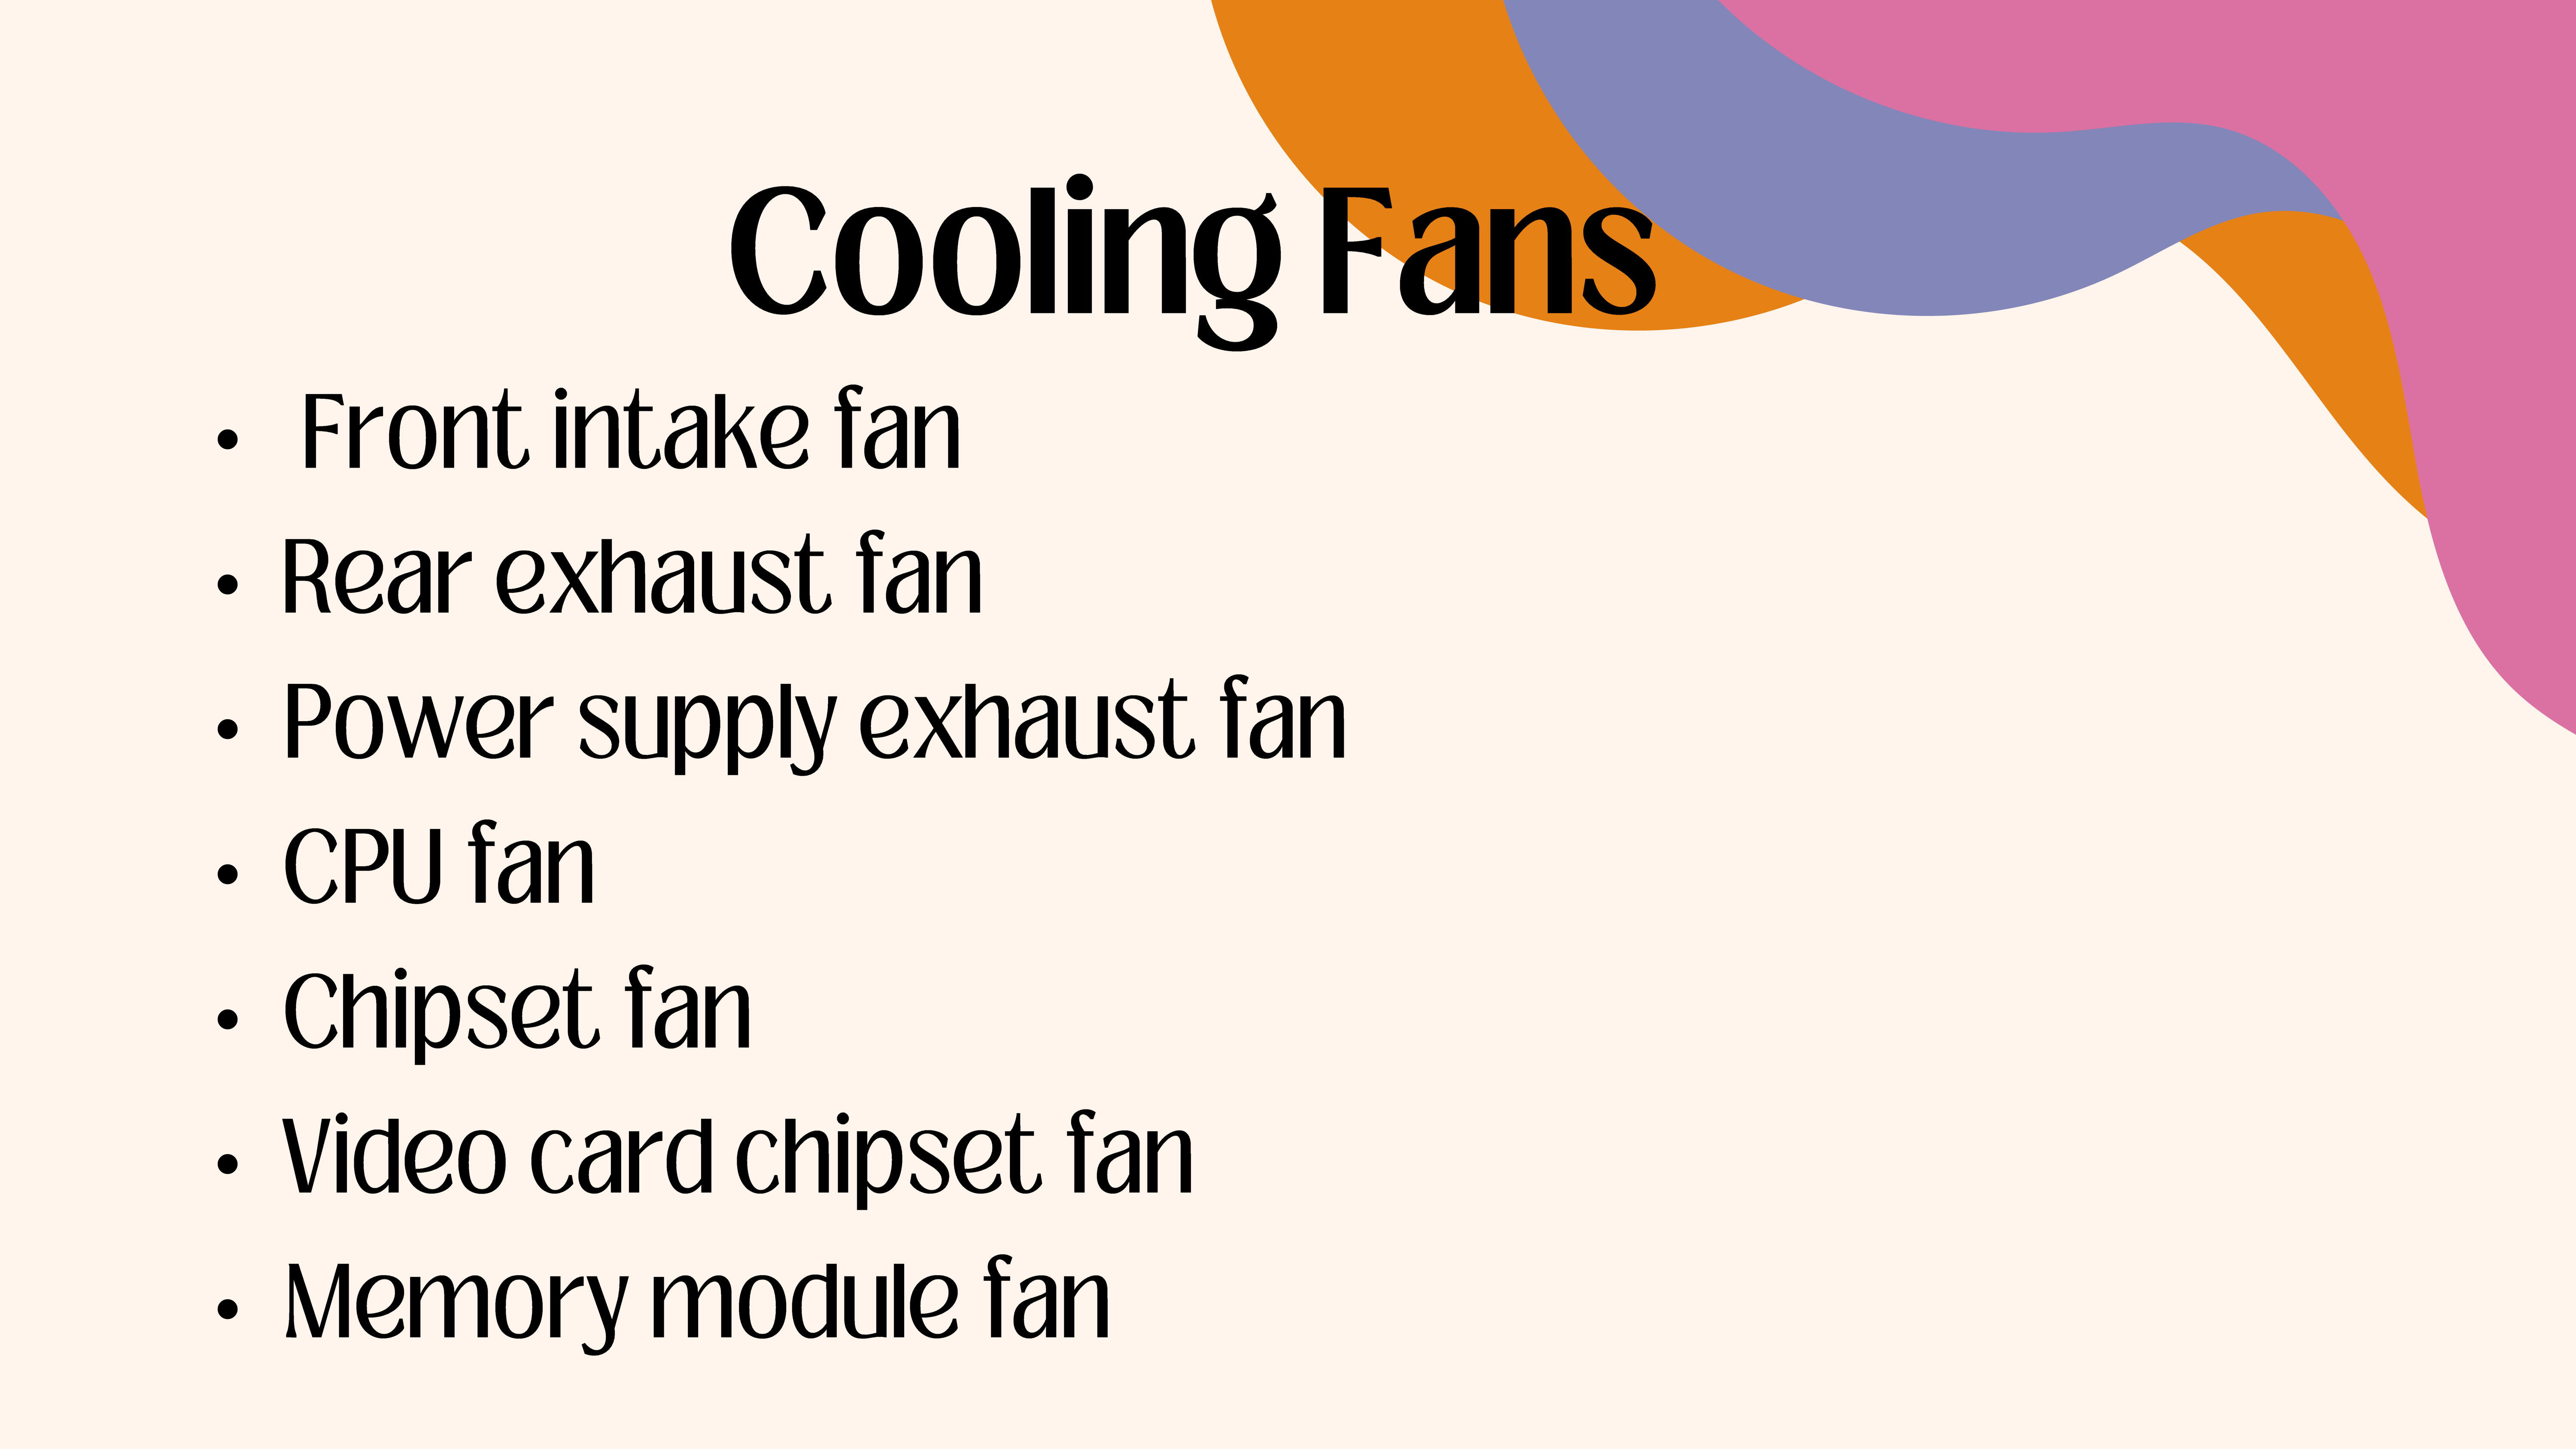 Cooling Fans
• Front intake fan
• Rear exhaust fan
• Power supply exhaust fan
• CPU fan
• Chipset fan
• Video card chipset fan
• Memory module fan